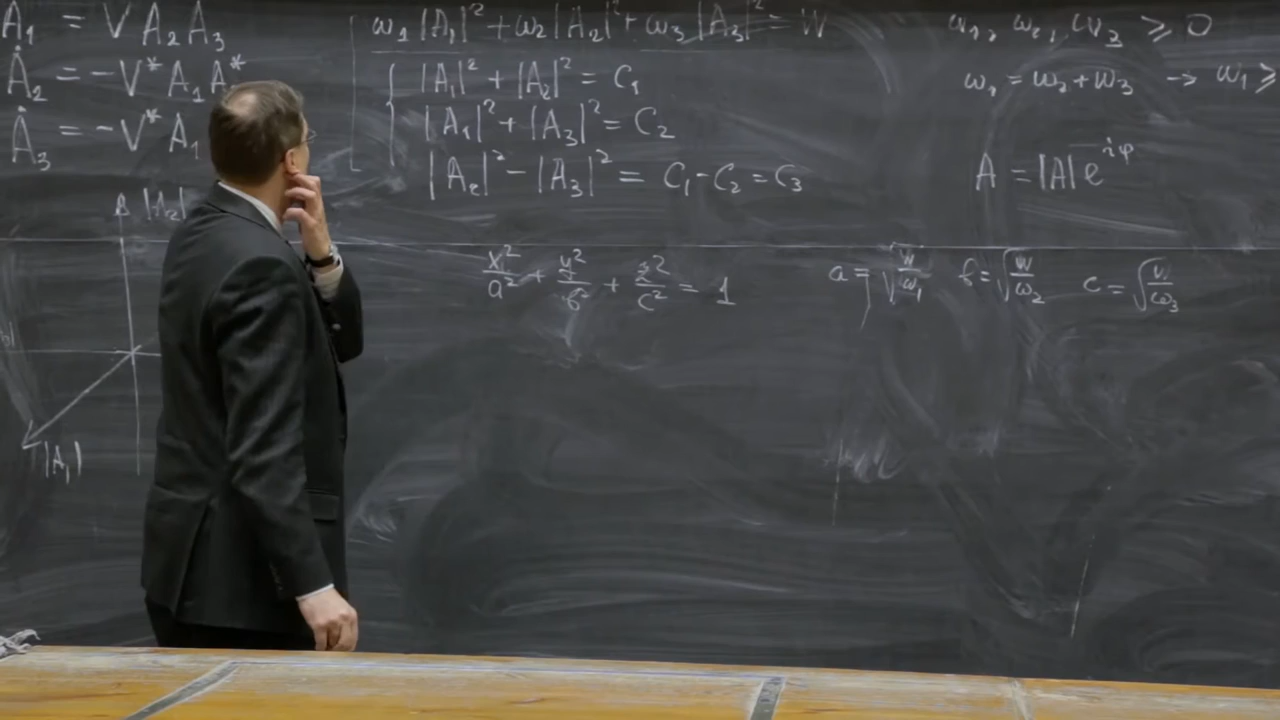 Ȧ₁ = V A₂ A₃
Ȧ₂ = -V* A₁ A*
Ȧ₃ = -V* A₁
ω₁ |A₁|² + ω₂ |A₂|² + ω₃ |A₃|² = W
|A₁|² + |A₂|² = C₁
|A₁|² + |A₃|² = C₂
|A₂|² - |A₃|² = C₁ - C₂ = C₃
ω₁, ω₂, ω₃ ⩾ 0
ω₁ = ω₂ + ω₃ → ω₁ ⩾
A = |A| e^{iφ}
|A₂|
|A₁|
x²/a² + y²/b² + z²/c² = 1
a = √(W/ω₁) b = √(W/ω₂) c = √(W/ω₃)